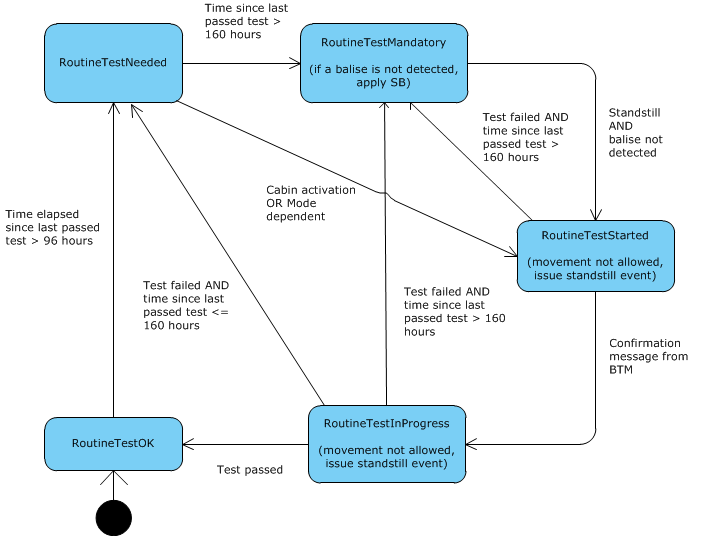 Time since last
passed test >
160 hours
RoutineTestNeeded
RoutineTestMandatory
(if a balise is not detected,
apply SB)
Test failed AND
time since last
passed test >
160 hours
Standstill
AND
balise not
detected
Cabin activation
OR Mode
dependent
Time elapsed
since last passed
test > 96 hours
RoutineTestStarted
(movement not allowed,
issue standstill event)
Test failed AND
time since last
passed test <=
160 hours
Test failed AND
time since last
passed test > 160
hours
Confirmation
message from
BTM
RoutineTestOK
RoutineTestInProgress
(movement not allowed,
issue standstill event)
Test passed